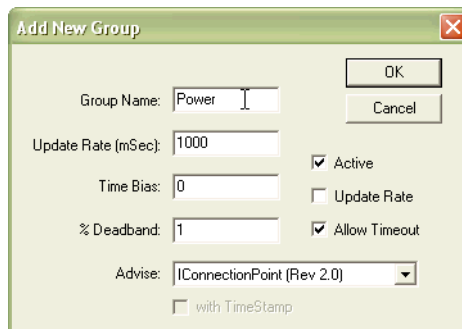 Add New Group
OK
Group Name: Power
Cancel
Update Rate (mSec): 1000
Active
Time Bias: 0
Update Rate
% Deadband: 1
Allow Timeout
Advise: IConnectionPoint (Rev 2.0)
with TimeStamp